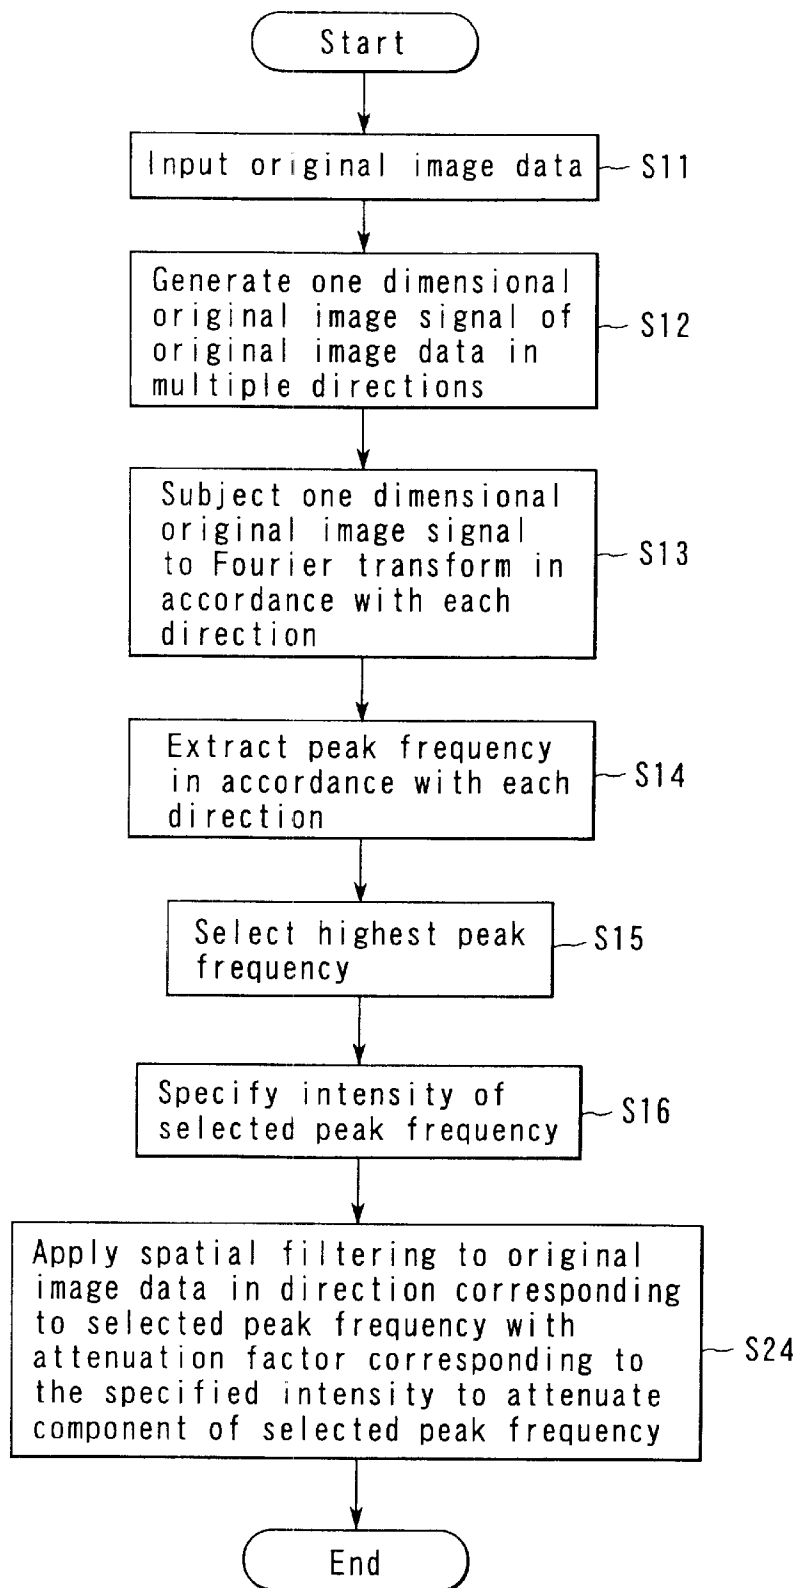 Start
Input original image data
S11
Generate one dimensional
original image signal of
original image data in
multiple directions
S12
Subject one dimensional
original image signal
to Fourier transform in
accordance with each
direction
S13
Extract peak frequency
in accordance with each
direction
S14
Select highest peak
frequency
S15
Specify intensity of
selected peak frequency
S16
Apply spatial filtering to original
image data in direction corresponding
to selected peak frequency with
attenuation factor corresponding to
the specified intensity to attenuate
component of selected peak frequency
S24
End